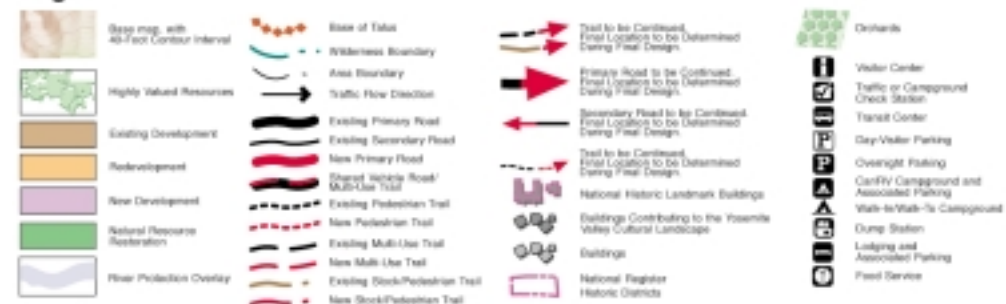 Base map, with
40-Foot Contour Interval
Highly Valued Resources
Existing Development
Redevelopment
New Development
Natural Resource
Restoration
River Protection Overlay
Base of Talus
Wilderness Boundary
Area Boundary
Traffic Flow Direction
Existing Primary Road
Existing Secondary Road
New Primary Road
Shared Vehicle Road/
Multi-Use Trail
Existing Pedestrian Trail
New Pedestrian Trail
Existing Multi-Use Trail
New Multi-Use Trail
Existing Stock/Pedestrian Trail
New Stock/Pedestrian Trail
Trail to be Continued.
Final Location to be Determined
During Final Design.
Primary Road to be Continued.
Final Location to be Determined
During Final Design.
Secondary Road to be Continued.
Final Location to be Determined
During Final Design.
Trail to be Continued.
Final Location to be Determined
During Final Design.
National Historic Landmark Buildings
Buildings Contributing to the Yosemite
Valley Cultural Landscape
Buildings
National Register
Historic Districts
Orchards
Visitor Center
Traffic or Campground
Check Station
Transit Center
P Day-Visitor Parking
P Overnight Parking
Car/RV Campground and
Associated Parking
Walk-In/Walk-To Campground
Dump Station
Lodging and
Associated Parking
Food Service